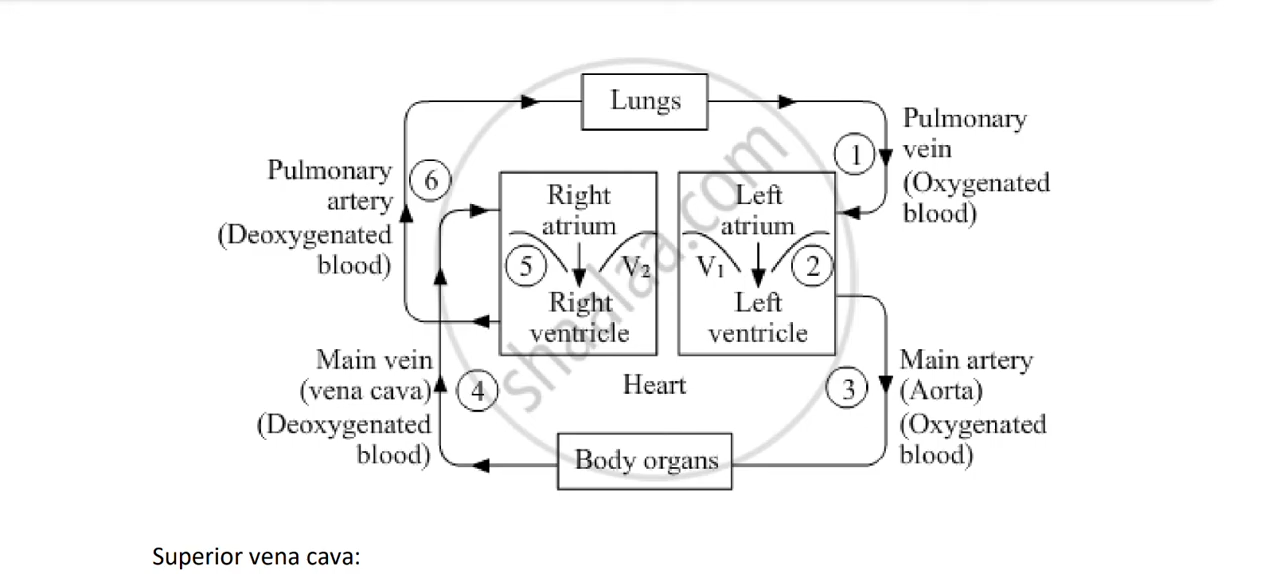 Lungs
Pulmonary
vein
(Oxygenated
blood)
1
Pulmonary
artery
(Deoxygenated
blood)
6
Right
atrium
5
V2
Right
ventricle
Left
atrium
V1
2
Left
ventricle
Heart
Main vein
(vena cava)
(Deoxygenated
blood)
4
3
Main artery
(Aorta)
(Oxygenated
blood)
Body organs
shaalaa.com
Superior vena cava: